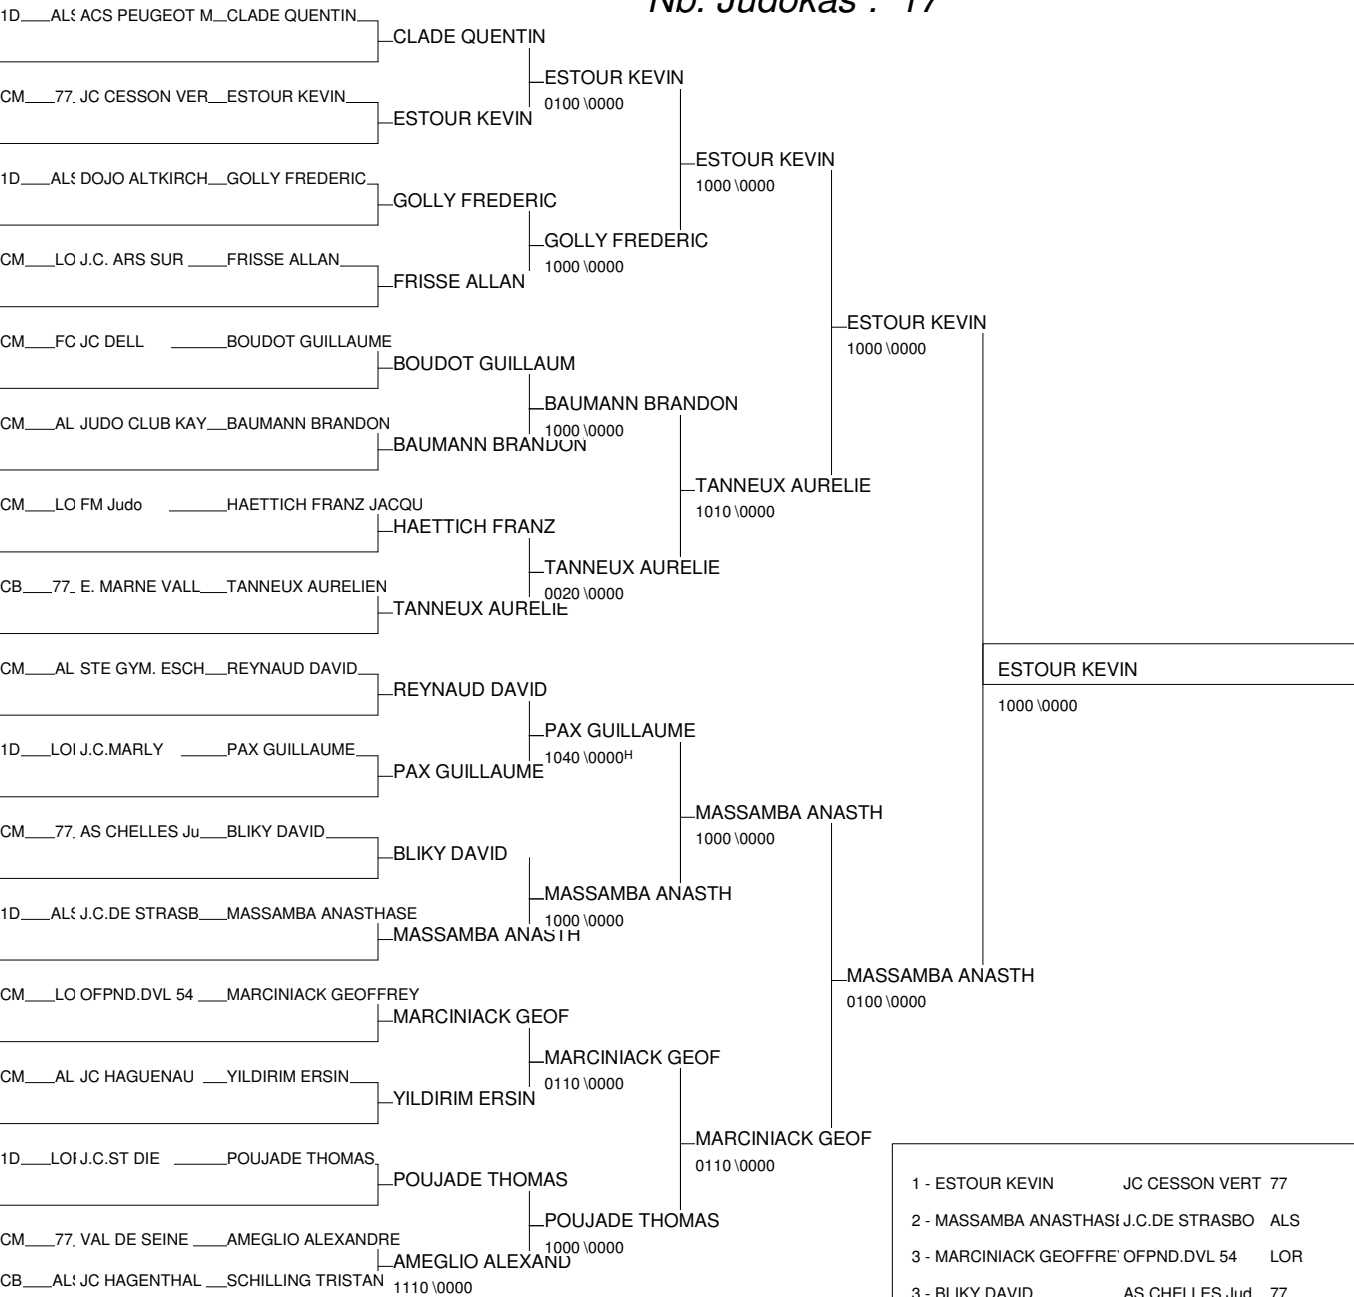 Nb. Judokas : 17
1D ALS ACS PEUGEOT M CLADE QUENTIN
CLADE QUENTIN
ESTOUR KEVIN
0100 \0000
CM 77 JC CESSON VER ESTOUR KEVIN
ESTOUR KEVIN
ESTOUR KEVIN
1000 \0000
1D ALS DOJO ALTKIRCH GOLLY FREDERIC
GOLLY FREDERIC
GOLLY FREDERIC
1000 \0000
CM LO J.C. ARS SUR FRISSE ALLAN
FRISSE ALLAN
ESTOUR KEVIN
1000 \0000
CM FC JC DELL BOUDOT GUILLAUME
BOUDOT GUILLAUM
BAUMANN BRANDON
1000 \0000
CM AL JUDO CLUB KAY BAUMANN BRANDON
BAUMANN BRANDON
TANNEUX AURELIE
1010 \0000
CM LO FM Judo HAETTICH FRANZ JACQU
HAETTICH FRANZ
TANNEUX AURELIE
0020 \0000
CB 77 E. MARNE VALL TANNEUX AURELIEN
TANNEUX AURELIE
ESTOUR KEVIN
1000 \0000
CM AL STE GYM. ESCH REYNAUD DAVID
REYNAUD DAVID
PAX GUILLAUME
1040 \0000H
1D LOI J.C.MARLY PAX GUILLAUME
PAX GUILLAUME
MASSAMBA ANASTH
1000 \0000
CM 77 AS CHELLES Ju BLIKY DAVID
BLIKY DAVID
MASSAMBA ANASTH
1000 \0000
1D ALS J.C.DE STRASB MASSAMBA ANASTHASE
MASSAMBA ANASTH
MASSAMBA ANASTH
0100 \0000
CM LO OFPND.DVL 54 MARCINIACK GEOFFREY
MARCINIACK GEOF
MARCINIACK GEOF
0110 \0000
CM AL JC HAGUENAU YILDIRIM ERSIN
YILDIRIM ERSIN
MARCINIACK GEOF
0110 \0000
1D LOI J.C.ST DIE POUJADE THOMAS
POUJADE THOMAS
POUJADE THOMAS
1000 \0000
CM 77 VAL DE SEINE AMEGLIO ALEXANDRE
AMEGLIO ALEXAND
1110 \0000
CB ALS JC HAGENTHAL SCHILLING TRISTAN
1 - ESTOUR KEVIN JC CESSON VERT 77
2 - MASSAMBA ANASTHASE J.C.DE STRASBO ALS
3 - MARCINIACK GEOFFREY OFPND.DVL 54 LOR
3 - BLIKY DAVID AS CHELLES Jud 77